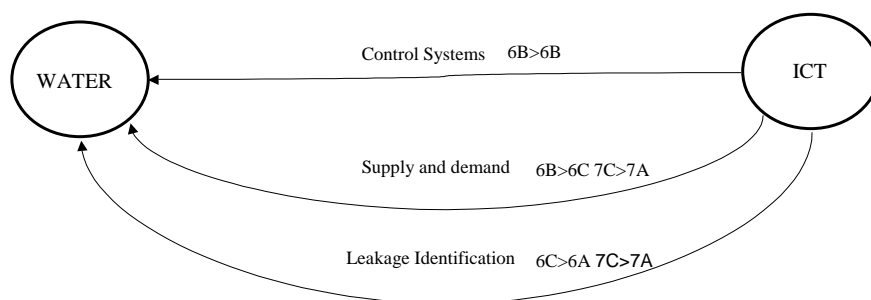 Control Systems 6B>6B
WATER
ICT
Supply and demand 6B>6C 7C>7A
Leakage Identification 6C>6A 7C>7A